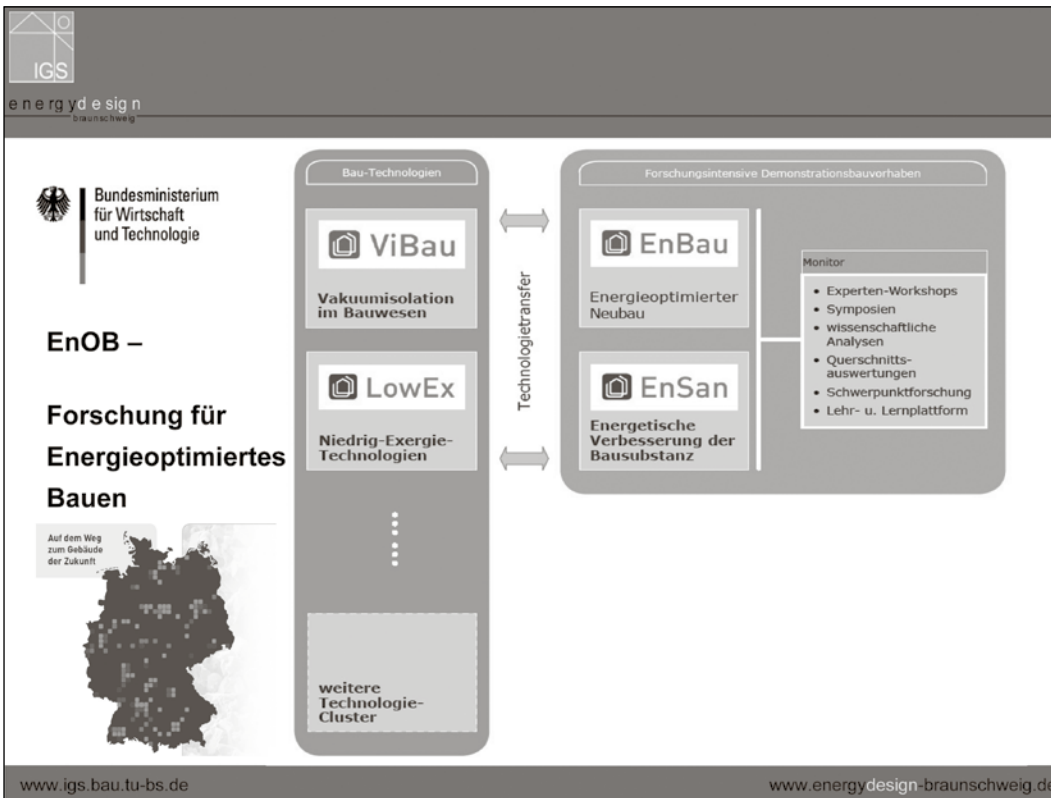 IGS
energydesign
braunschweig
Bundesministerium
für Wirtschaft
und Technologie
EnOB –
Forschung für
Energieoptimiertes
Bauen
Auf dem Weg
zum Gebäude
der Zukunft
Bau-Technologien
ViBau
Vakuumisolation
im Bauwesen
LowEx
Niedrig-Exergie-
Technologien
weitere
Technologie-
Cluster
Technologietransfer
Forschungsintensive Demonstrationsbauvorhaben
EnBau
Energieoptimierter
Neubau
EnSan
Energetische
Verbesserung der
Bausubstanz
Monitor
• Experten-Workshops
• Symposien
• wissenschaftliche
Analysen
• Querschnitts-
auswertungen
• Schwerpunktforschung
• Lehr- u. Lernplattform
www.igs.bau.tu-bs.de
www.energydesign-braunschweig.de